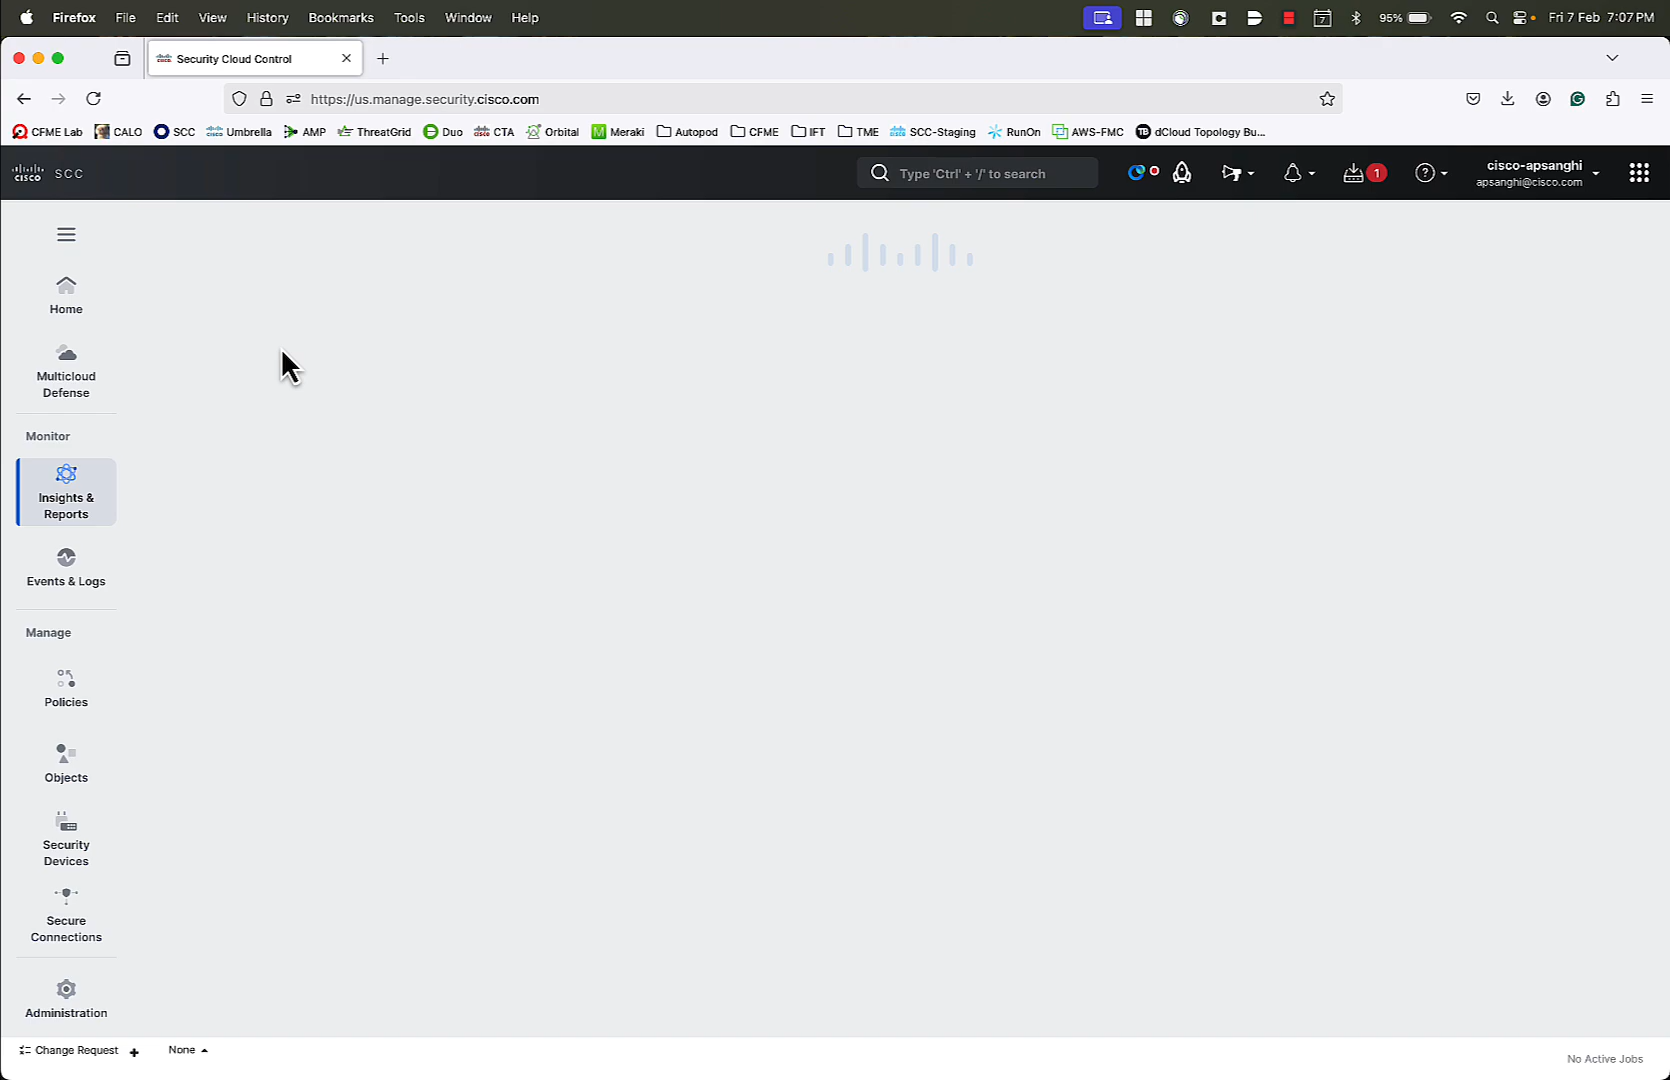 Firefox File Edit View History Bookmarks Tools Window Help 7 95% Fri 7 Feb 7:07 PM
Security Cloud Control
https://us.manage.security.cisco.com
CFME Lab CALO SCC Umbrella AMP ThreatGrid Duo CTA Orbital Meraki Autopod CFME IFT TME SCC-Staging RunOn AWS-FMC TB dCloud Topology Bu...
cisco SCC Type 'Ctrl' + '/' to search 1 ? cisco-apsanghi
apsanghi@cisco.com
Home
Multicloud
Defense
Monitor
Insights &
Reports
Events & Logs
Manage
Policies
Objects
Security
Devices
Secure
Connections
Administration
Change Request + None
No Active Jobs